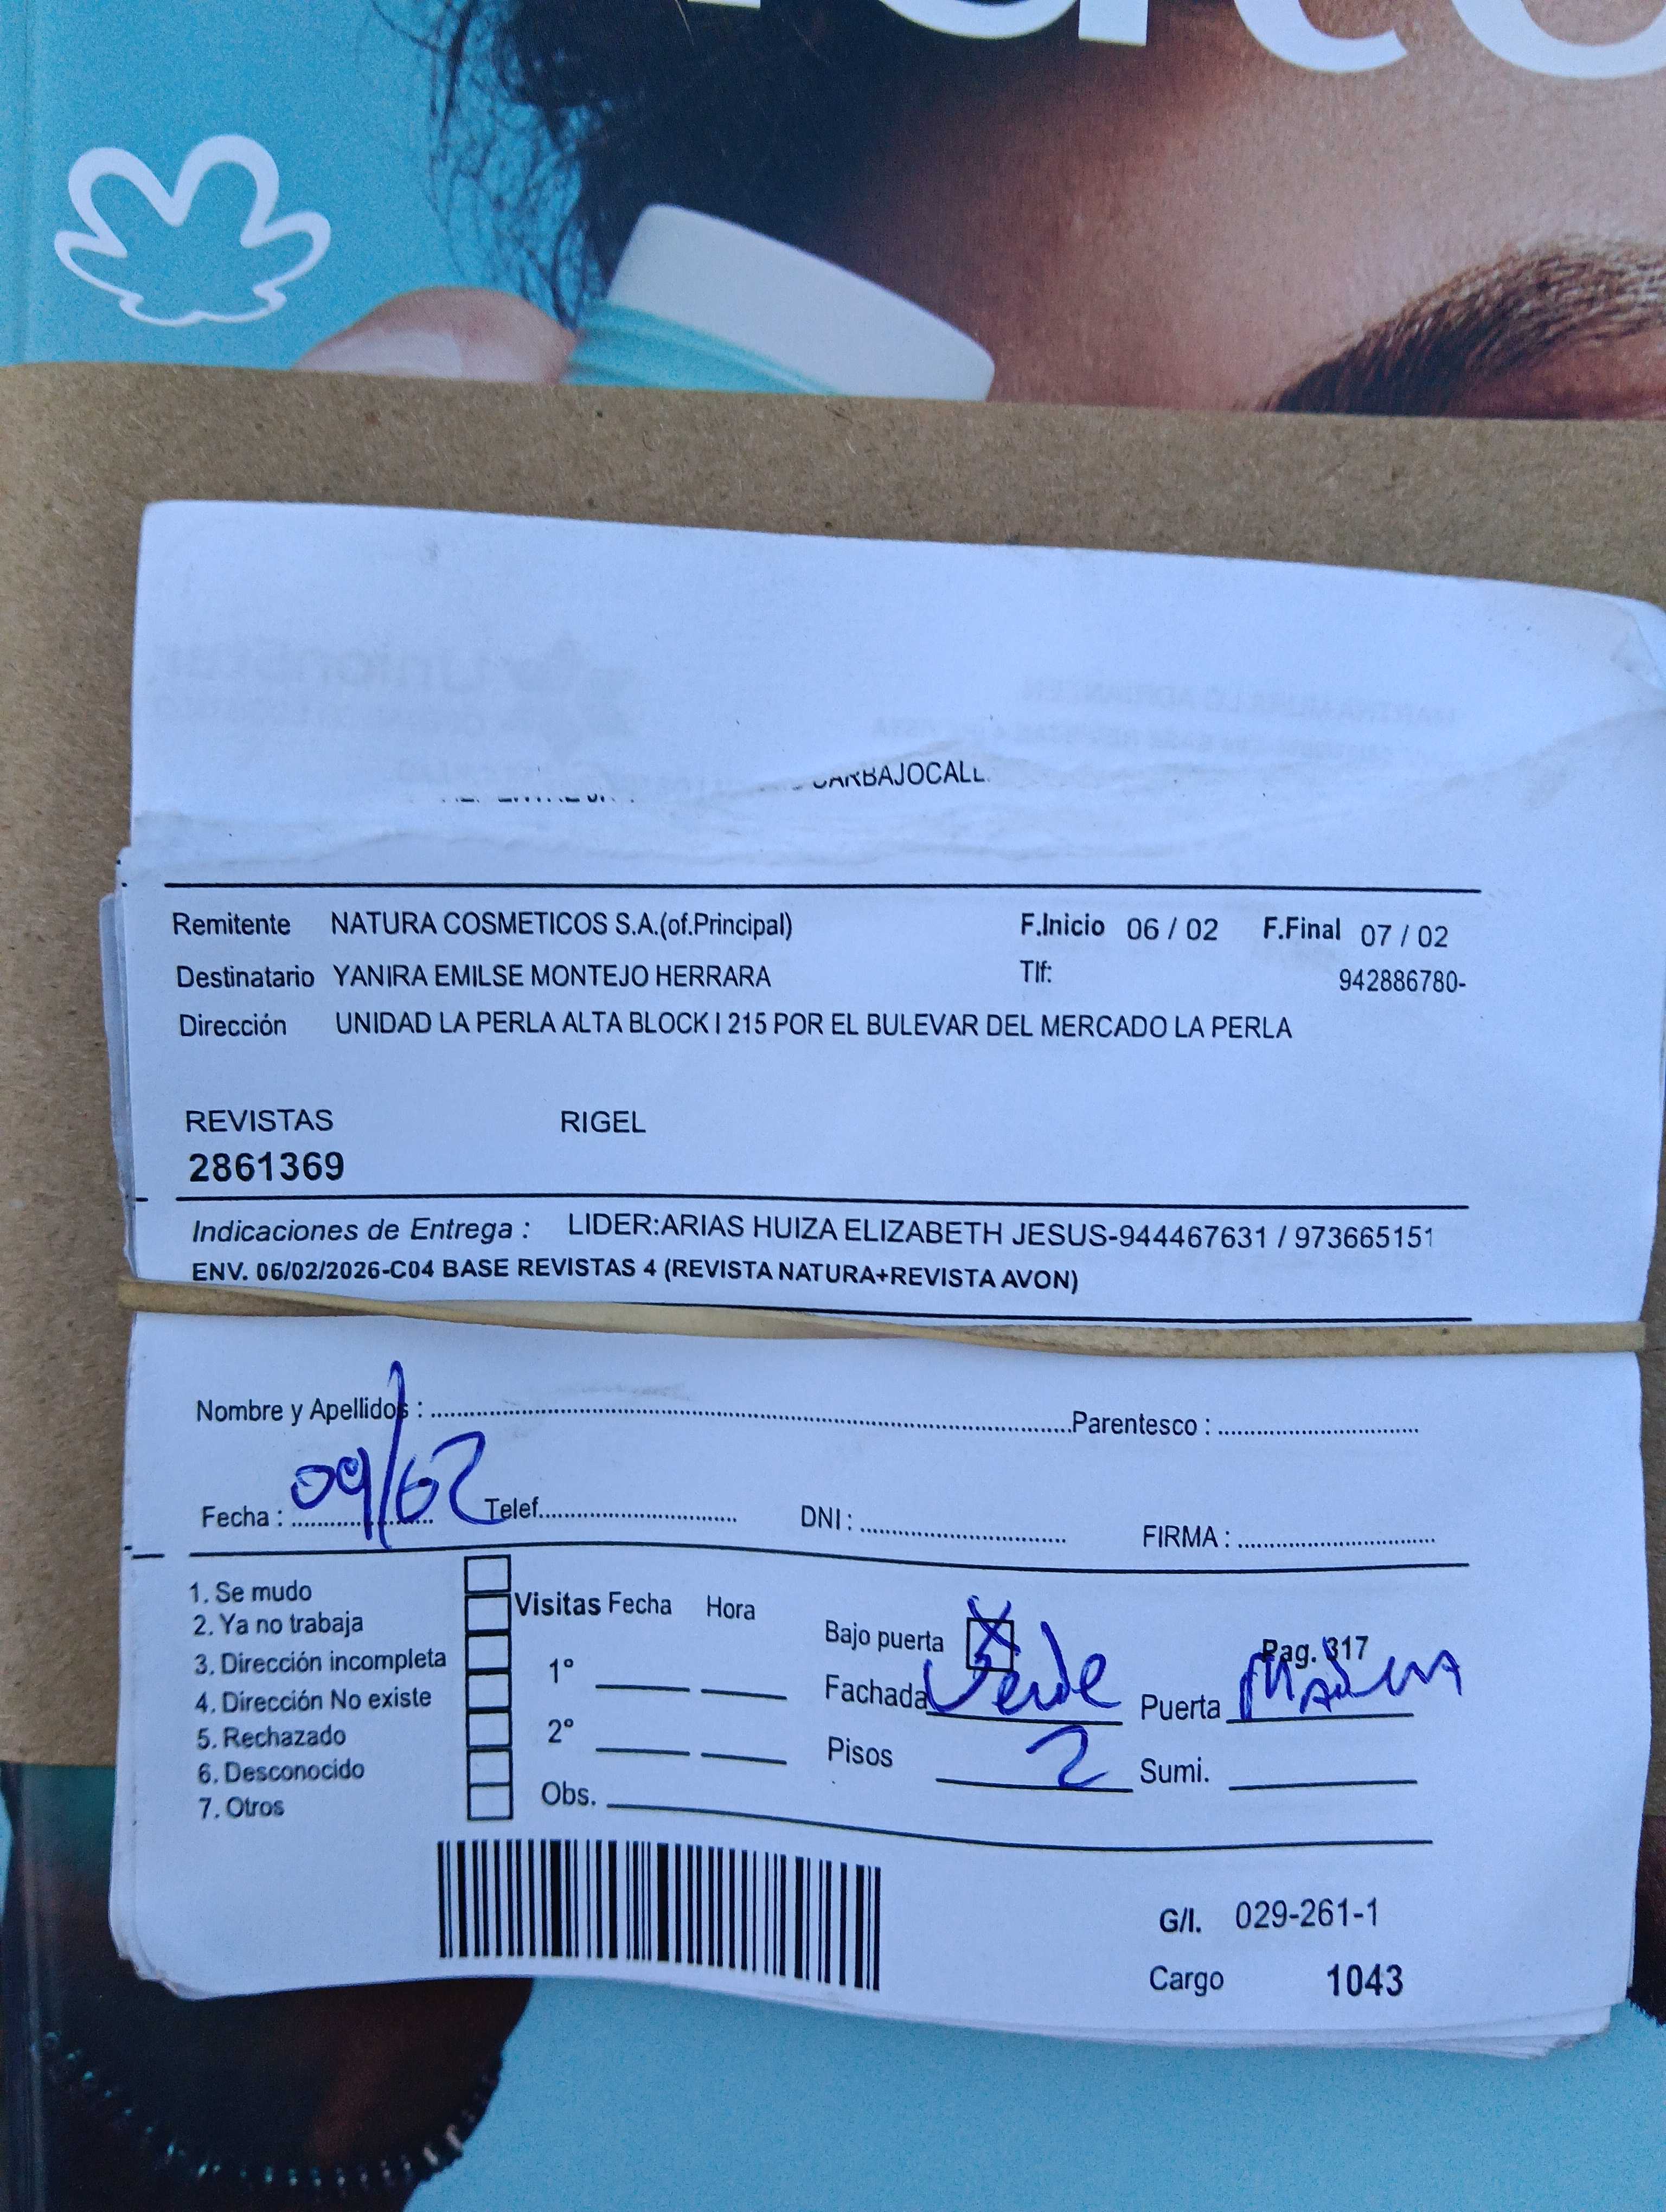 CARBAJOCALL
Remitente NATURA COSMETICOS S.A.(of.Principal) F.Inicio 06 / 02 F.Final 07 / 02
Destinatario YANIRA EMILSE MONTEJO HERRARA Tlf: 942886780-
Dirección UNIDAD LA PERLA ALTA BLOCK I 215 POR EL BULEVAR DEL MERCADO LA PERLA
REVISTAS RIGEL
2861369
Indicaciones de Entrega : LIDER:ARIAS HUIZA ELIZABETH JESUS-944467631 / 973665151
ENV. 06/02/2026-C04 BASE REVISTAS 4 (REVISTA NATURA+REVISTA AVON)
Nombre y Apellidos : Parentesco :
Fecha : 09/02 Telef. DNI : FIRMA :
1. Se mudo
2. Ya no trabaja
3. Dirección incompleta
4. Dirección No existe
5. Rechazado
6. Desconocido
7. Otros
Visitas Fecha Hora
1°
2°
Obs.
Bajo puerta X Pag. 317
Fachada Verde Puerta
Pisos 2 Sumi.
G/I. 029-261-1
Cargo 1043